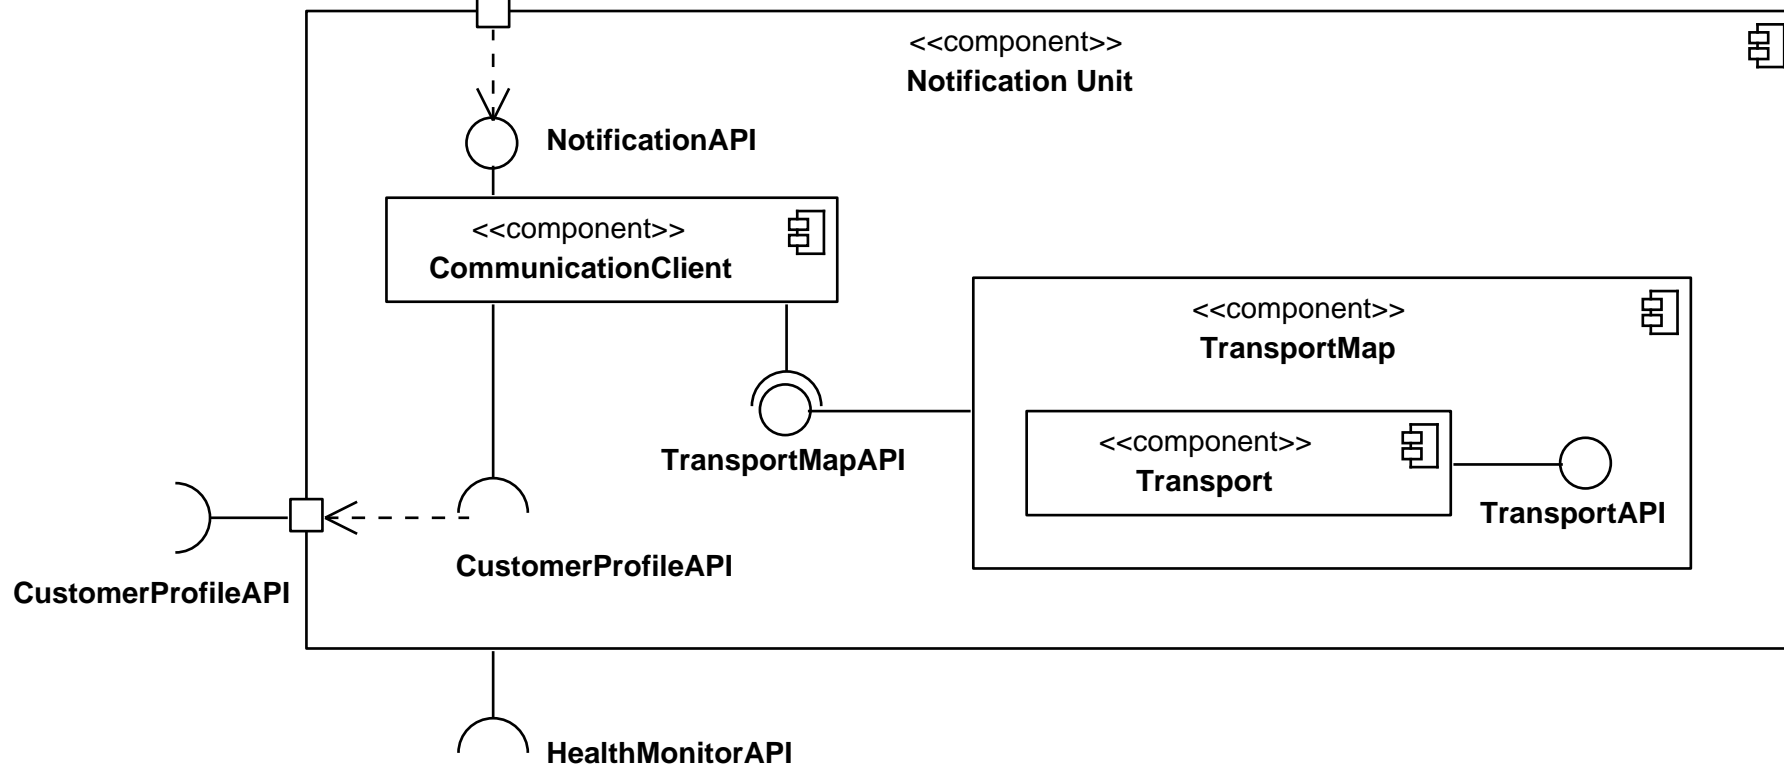 <<component>>
Notification Unit
NotificationAPI
<<component>>
CommunicationClient
<<component>>
TransportMap
<<component>>
Transport
TransportMapAPI
TransportAPI
CustomerProfileAPI
CustomerProfileAPI
HealthMonitorAPI